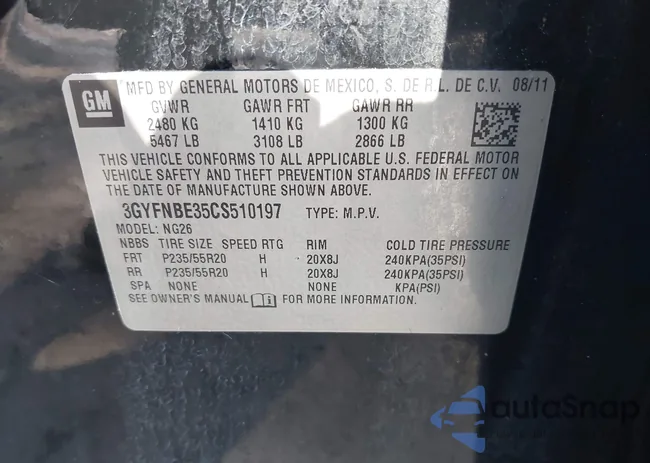 GM
MFD BY GENERAL MOTORS DE MEXICO, S. DE R.L. DE C.V. 08/11
GVWR GAWR FRT GAWR RR
2480 KG 1410 KG 1300 KG
5467 LB 3108 LB 2866 LB
THIS VEHICLE CONFORMS TO ALL APPLICABLE U.S. FEDERAL MOTOR
VEHICLE SAFETY AND THEFT PREVENTION STANDARDS IN EFFECT ON
THE DATE OF MANUFACTURE SHOWN ABOVE.
3GYFNBE35CS510197 TYPE: M.P.V.
MODEL: NG26
NBBS TIRE SIZE SPEED RTG RIM COLD TIRE PRESSURE
FRT P235/55R20 H 20X8J 240KPA(35PSI)
RR P235/55R20 H 20X8J 240KPA(35PSI)
SPA NONE NONE KPA(PSI)
SEE OWNER'S MANUAL FOR MORE INFORMATION.
autoSnap